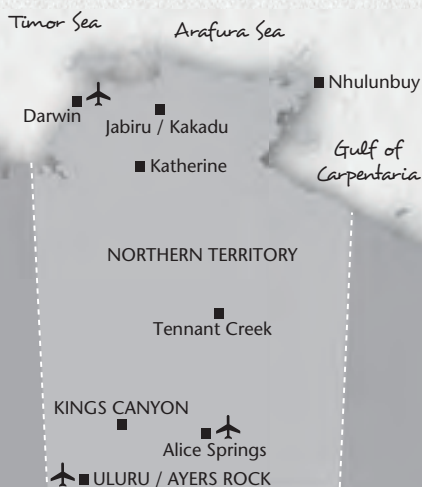 Timor Sea
Arafura Sea
Nhulunbuy
Darwin
Jabiru / Kakadu
Gulf of
Carpentaria
Katherine
NORTHERN TERRITORY
Tennant Creek
KINGS CANYON
Alice Springs
ULURU / AYERS ROCK